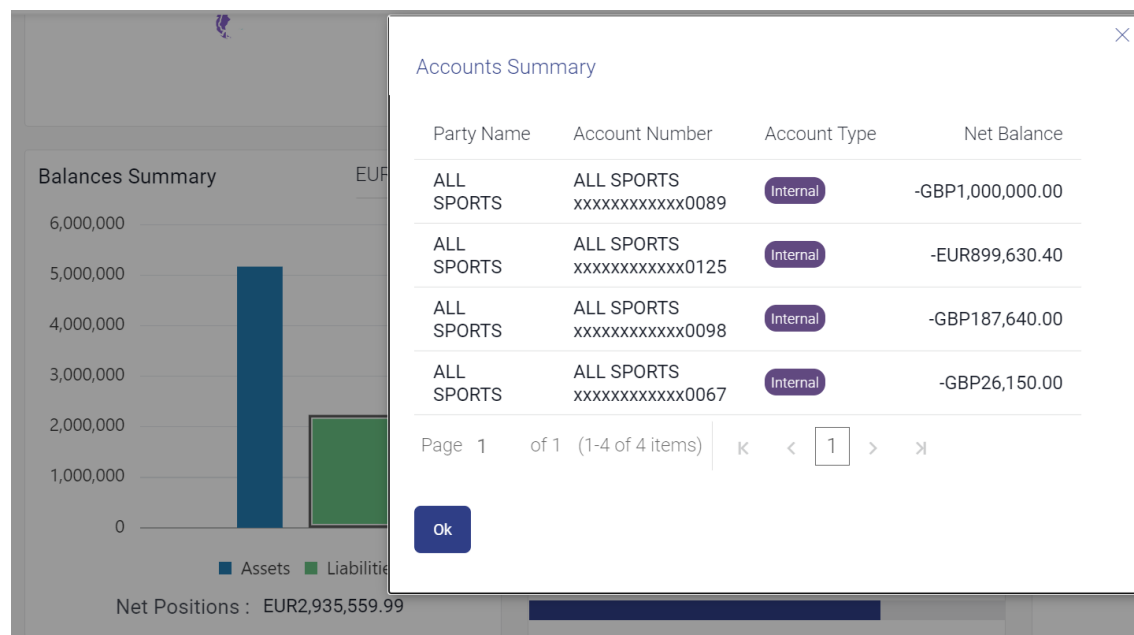 Accounts Summary
Party Name Account Number Account Type Net Balance
ALL SPORTS ALL SPORTS xxxxxxxxxxxx0089 Internal -GBP1,000,000.00
ALL SPORTS ALL SPORTS xxxxxxxxxxxx0125 Internal -EUR899,630.40
ALL SPORTS ALL SPORTS xxxxxxxxxxxx0098 Internal -GBP187,640.00
ALL SPORTS ALL SPORTS xxxxxxxxxxxx0067 Internal -GBP26,150.00
Page 1 of 1 (1-4 of 4 items) 1
Ok
Balances Summary EUR
6,000,000
5,000,000
4,000,000
3,000,000
2,000,000
1,000,000
0
Assets
Net Positions : EUR2,935,559.99